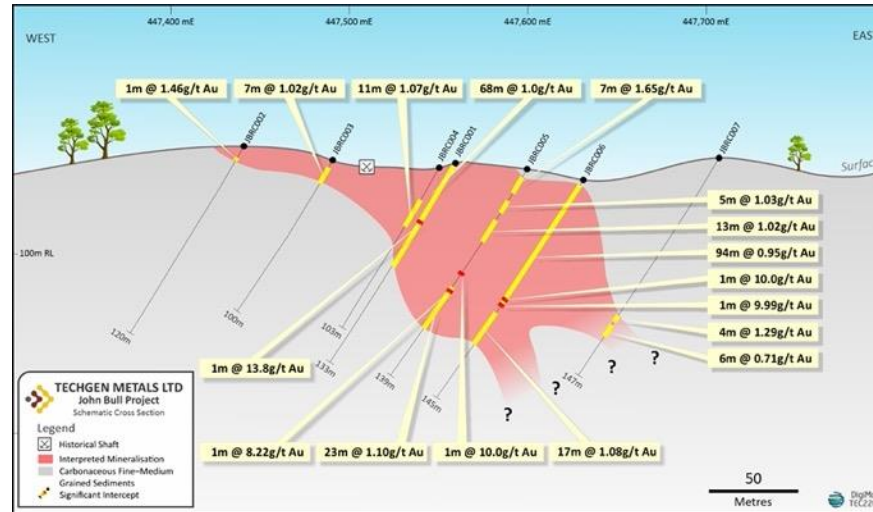 447,400 mE
447,500 mE
447,600 mE
447,700 mE
WEST
EAS
1m @ 1.46g/t Au
7m @ 1.02g/t Au
11m @ 1.07g/t Au
68m @ 1.0g/t Au
7m @ 1.65g/t Au
JBRC002
JBRC003
JBRC004
JBRC001
JBRC005
JBRC006
JBRC007
Surfac
5m @ 1.03g/t Au
13m @ 1.02g/t Au
100m RL
94m @ 0.95g/t Au
1m @ 10.0g/t Au
1m @ 9.99g/t Au
4m @ 1.29g/t Au
6m @ 0.71g/t Au
120m
100m
103m
133m
139m
145m
147m
1m @ 13.8g/t Au
?
?
?
?
TECHGEN METALS LTD
John Bull Project
Schematic Cross Section
Legend
Historical Shaft
Interpreted Mineralisation
Carbonaceous Fine–Medium
Grained Sediments
Significant Intercept
1m @ 8.22g/t Au
23m @ 1.10g/t Au
1m @ 10.0g/t Au
17m @ 1.08g/t Au
50
Metres
DigiMa
TEC22